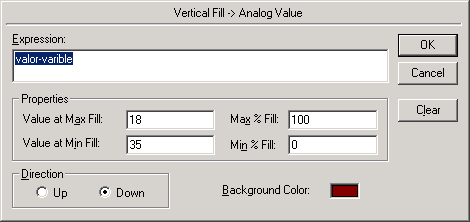 Vertical Fill -> Analog Value
Expression:
valor-varible
OK
Cancel
Clear
Properties
Value at Max Fill: 18 Max % Fill: 100
Value at Min Fill: 35 Min % Fill: 0
Direction
Up Down
Background Color: